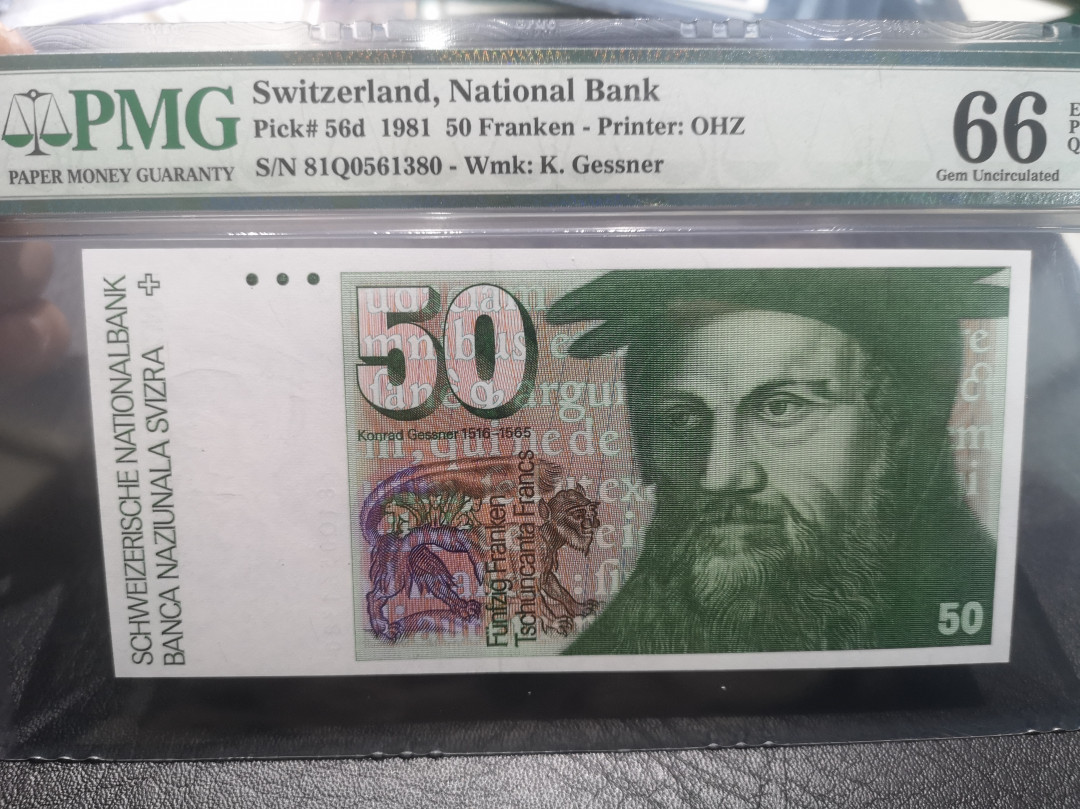 PMG
PAPER MONEY GUARANTY
Switzerland, National Bank
Pick# 56d 1981 50 Franken - Printer: OHZ
S/N 81Q0561380 - Wmk: K. Gessner
66
Gem Uncirculated
E
P
Q
SCHWEIZERISCHE NATIONALBANK
BANCA NAZIUNALA SVIZRA
50
Konrad Gessner 1516–1565
Fünfzig Franken
Tschuncanta Francs
50